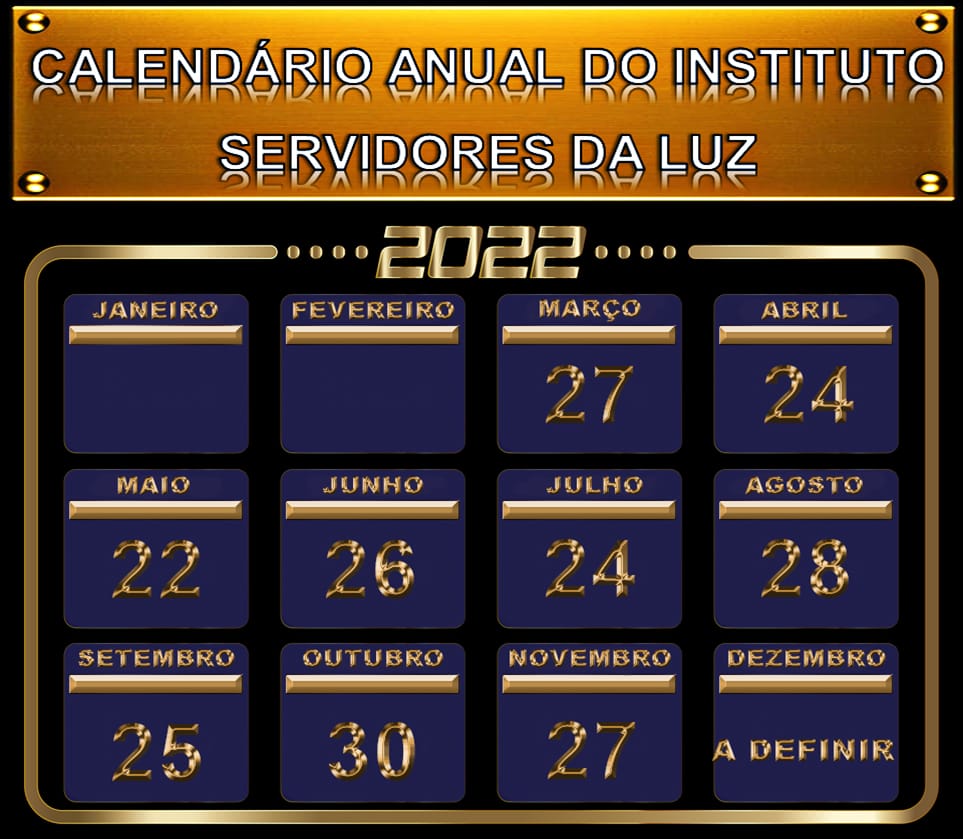 CALENDÁRIO ANUAL DO INSTITUTO
SERVIDORES DA LUZ
2022
JANEIRO
FEVEREIRO
MARÇO
27
ABRIL
24
MAIO
22
JUNHO
26
JULHO
24
AGOSTO
28
SETEMBRO
25
OUTUBRO
30
NOVEMBRO
27
DEZEMBRO
A DEFINIR